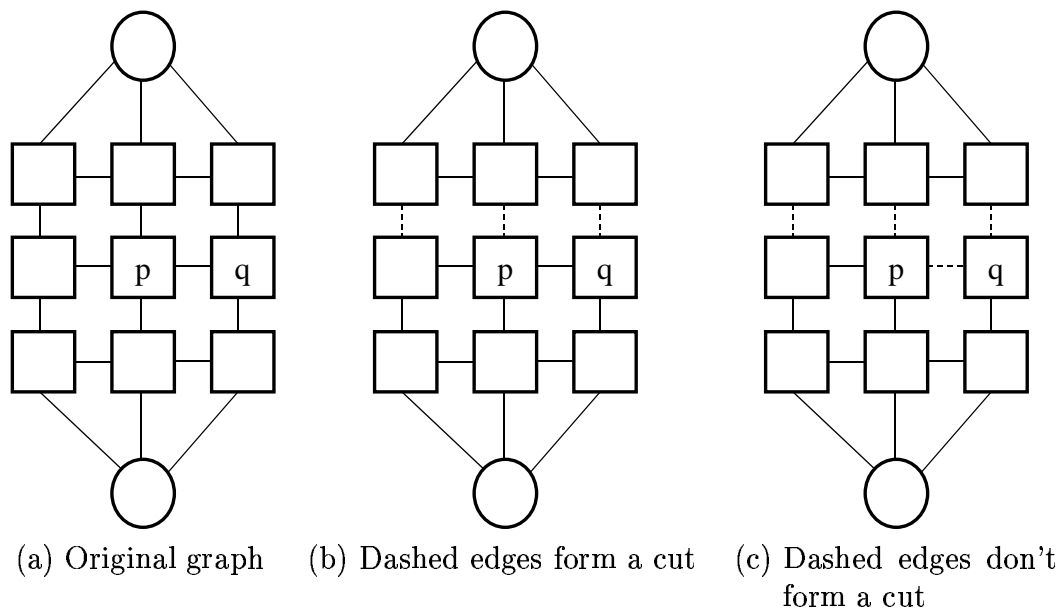 p q
p q
p q
(a) Original graph
(b) Dashed edges form a cut
(c) Dashed edges don't
form a cut